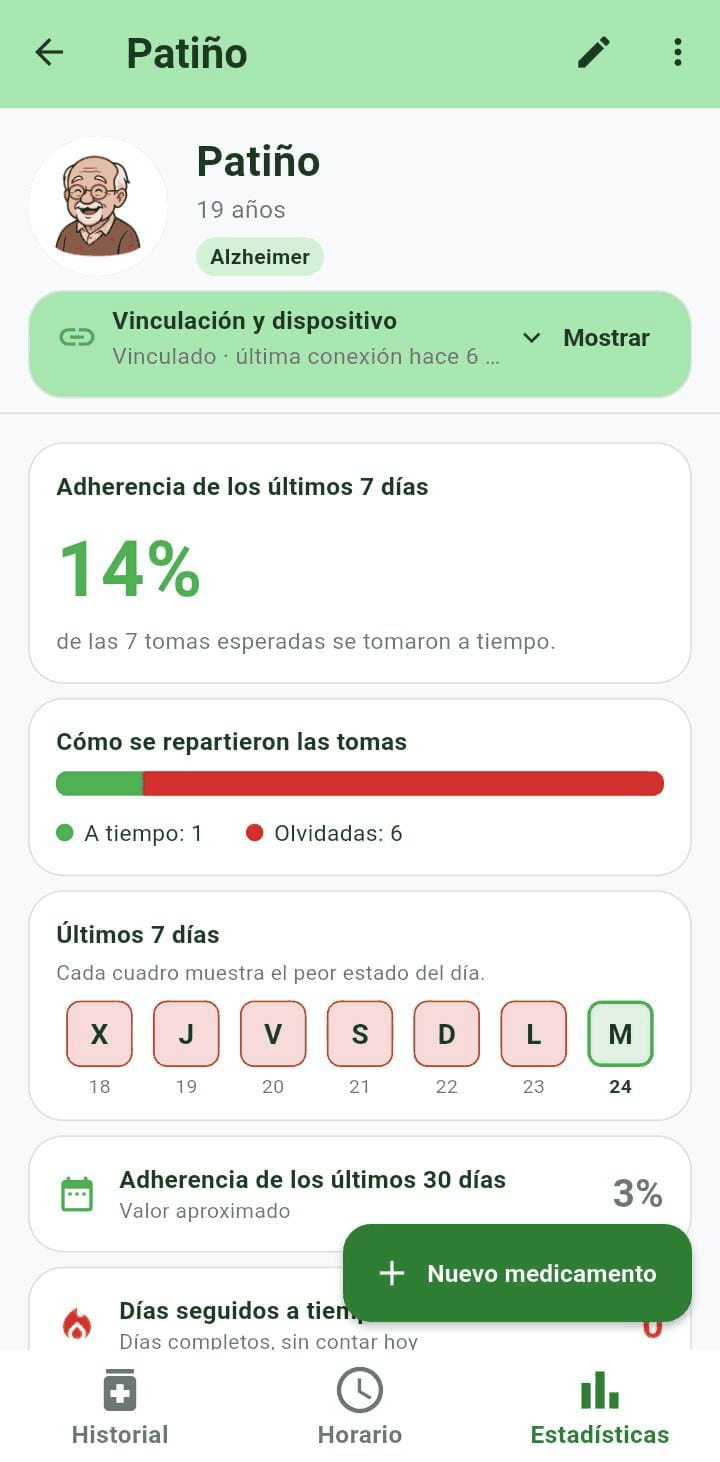 Patiño
Patiño
19 años
Alzheimer
Vinculación y dispositivo
Vinculado · última conexión hace 6 ...
Mostrar
Adherencia de los últimos 7 días
14%
de las 7 tomas esperadas se tomaron a tiempo.
Cómo se repartieron las tomas
A tiempo: 1 Olvidadas: 6
Últimos 7 días
Cada cuadro muestra el peor estado del día.
X J V S D L M
18 19 20 21 22 23 24
Adherencia de los últimos 30 días
Valor aproximado
3%
Nuevo medicamento
Días seguidos a tiem
Días completos, sin contar hoy
0
Historial Horario Estadísticas